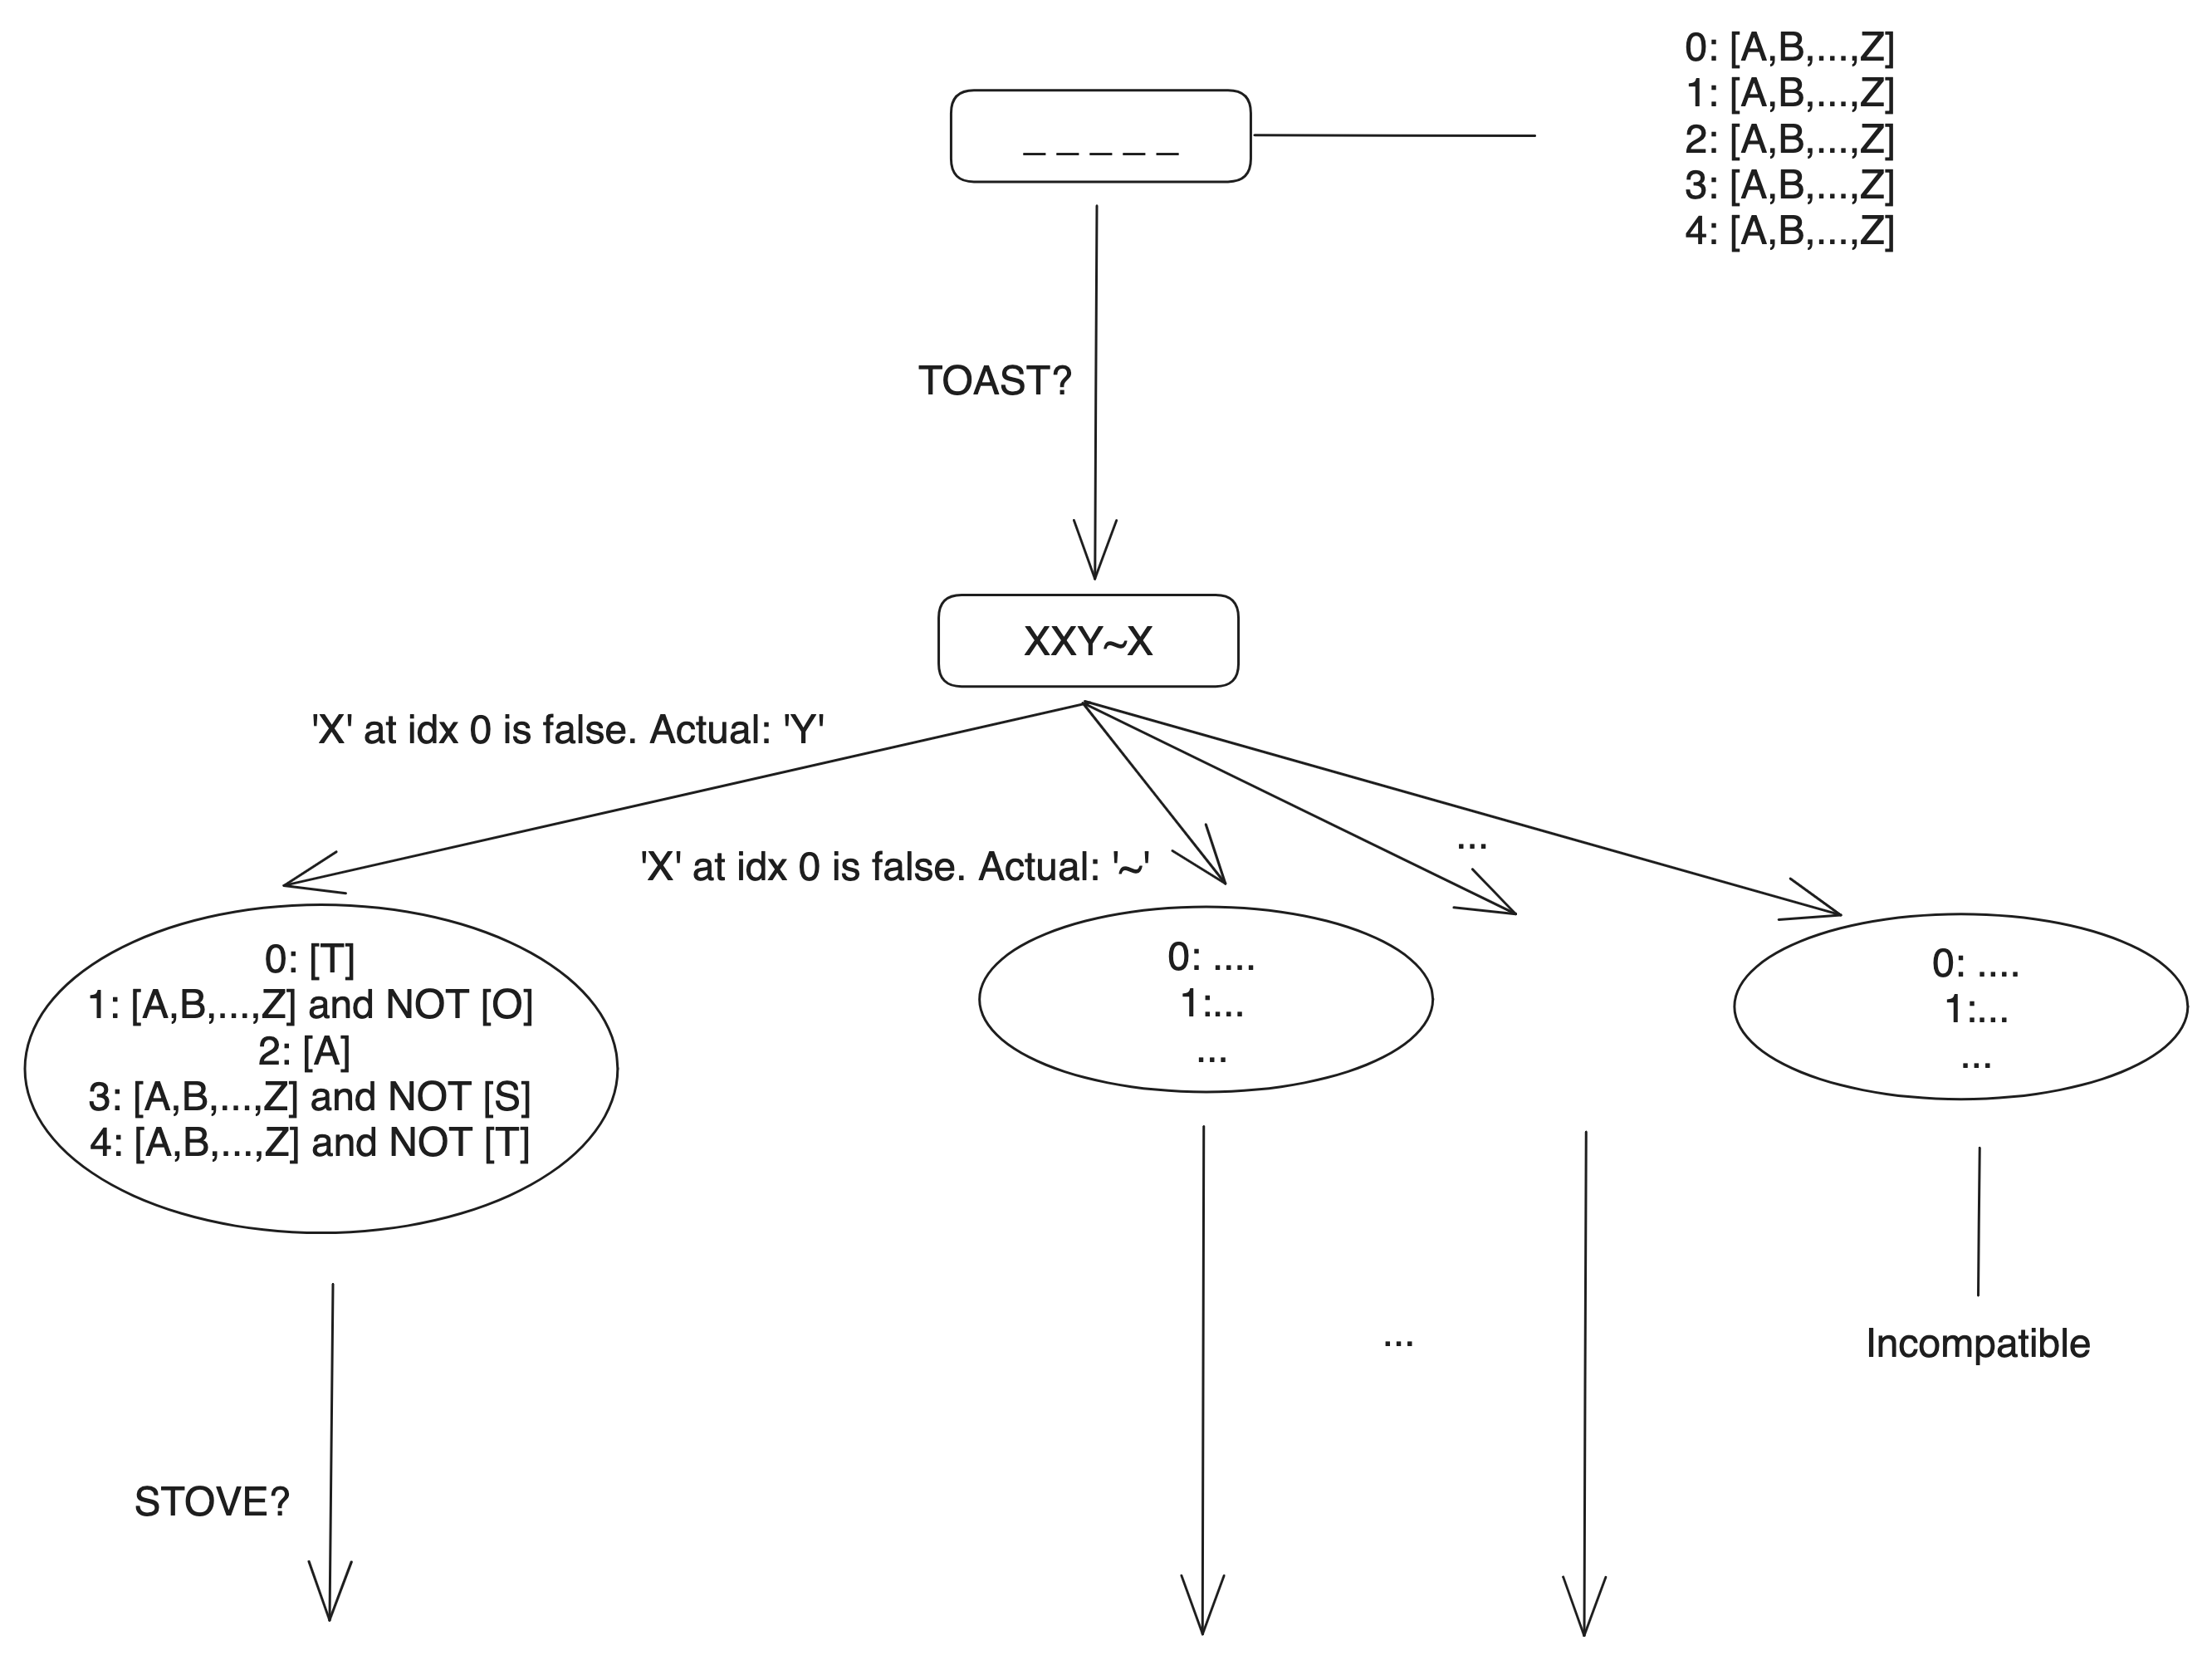 0: [A,B,...,Z]
1: [A,B,...,Z]
2: [A,B,...,Z]
3: [A,B,...,Z]
4: [A,B,...,Z]
_ _ _ _ _
TOAST?
XXY~X
'X' at idx 0 is false. Actual: 'Y'
'X' at idx 0 is false. Actual: '~'
...
0: [T]
1: [A,B,...,Z] and NOT [O]
2: [A]
3: [A,B,...,Z] and NOT [S]
4: [A,B,...,Z] and NOT [T]
0: ....
1:...
...
0: ....
1:...
...
...
Incompatible
STOVE?